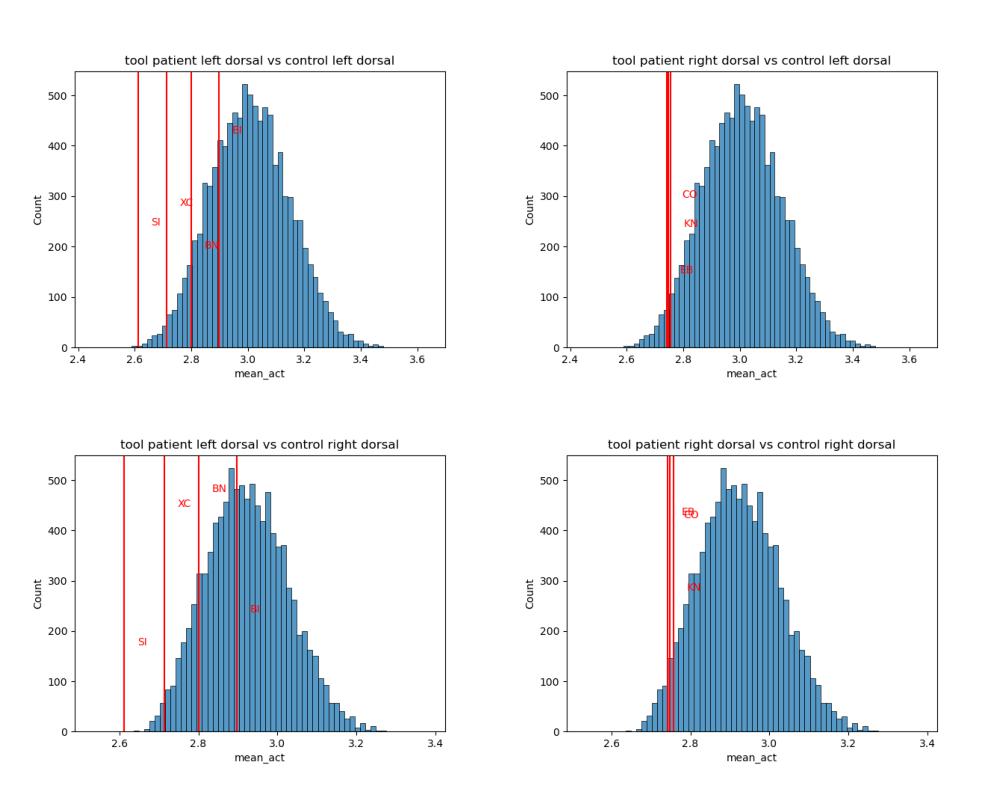 tool patient left dorsal vs control left dorsal
500
400
300
200
100
0
Count
BI
XC
SI
BN
2.4 2.6 2.8 3.0 3.2 3.4 3.6
mean_act
tool patient right dorsal vs control left dorsal
500
400
300
200
100
0
Count
CO
KN
EB
2.4 2.6 2.8 3.0 3.2 3.4 3.6
mean_act
tool patient left dorsal vs control right dorsal
500
400
300
200
100
0
Count
BN
XC
BI
SI
2.6 2.8 3.0 3.2 3.4
mean_act
tool patient right dorsal vs control right dorsal
500
400
300
200
100
0
Count
EB
CO
KN
2.6 2.8 3.0 3.2 3.4
mean_act